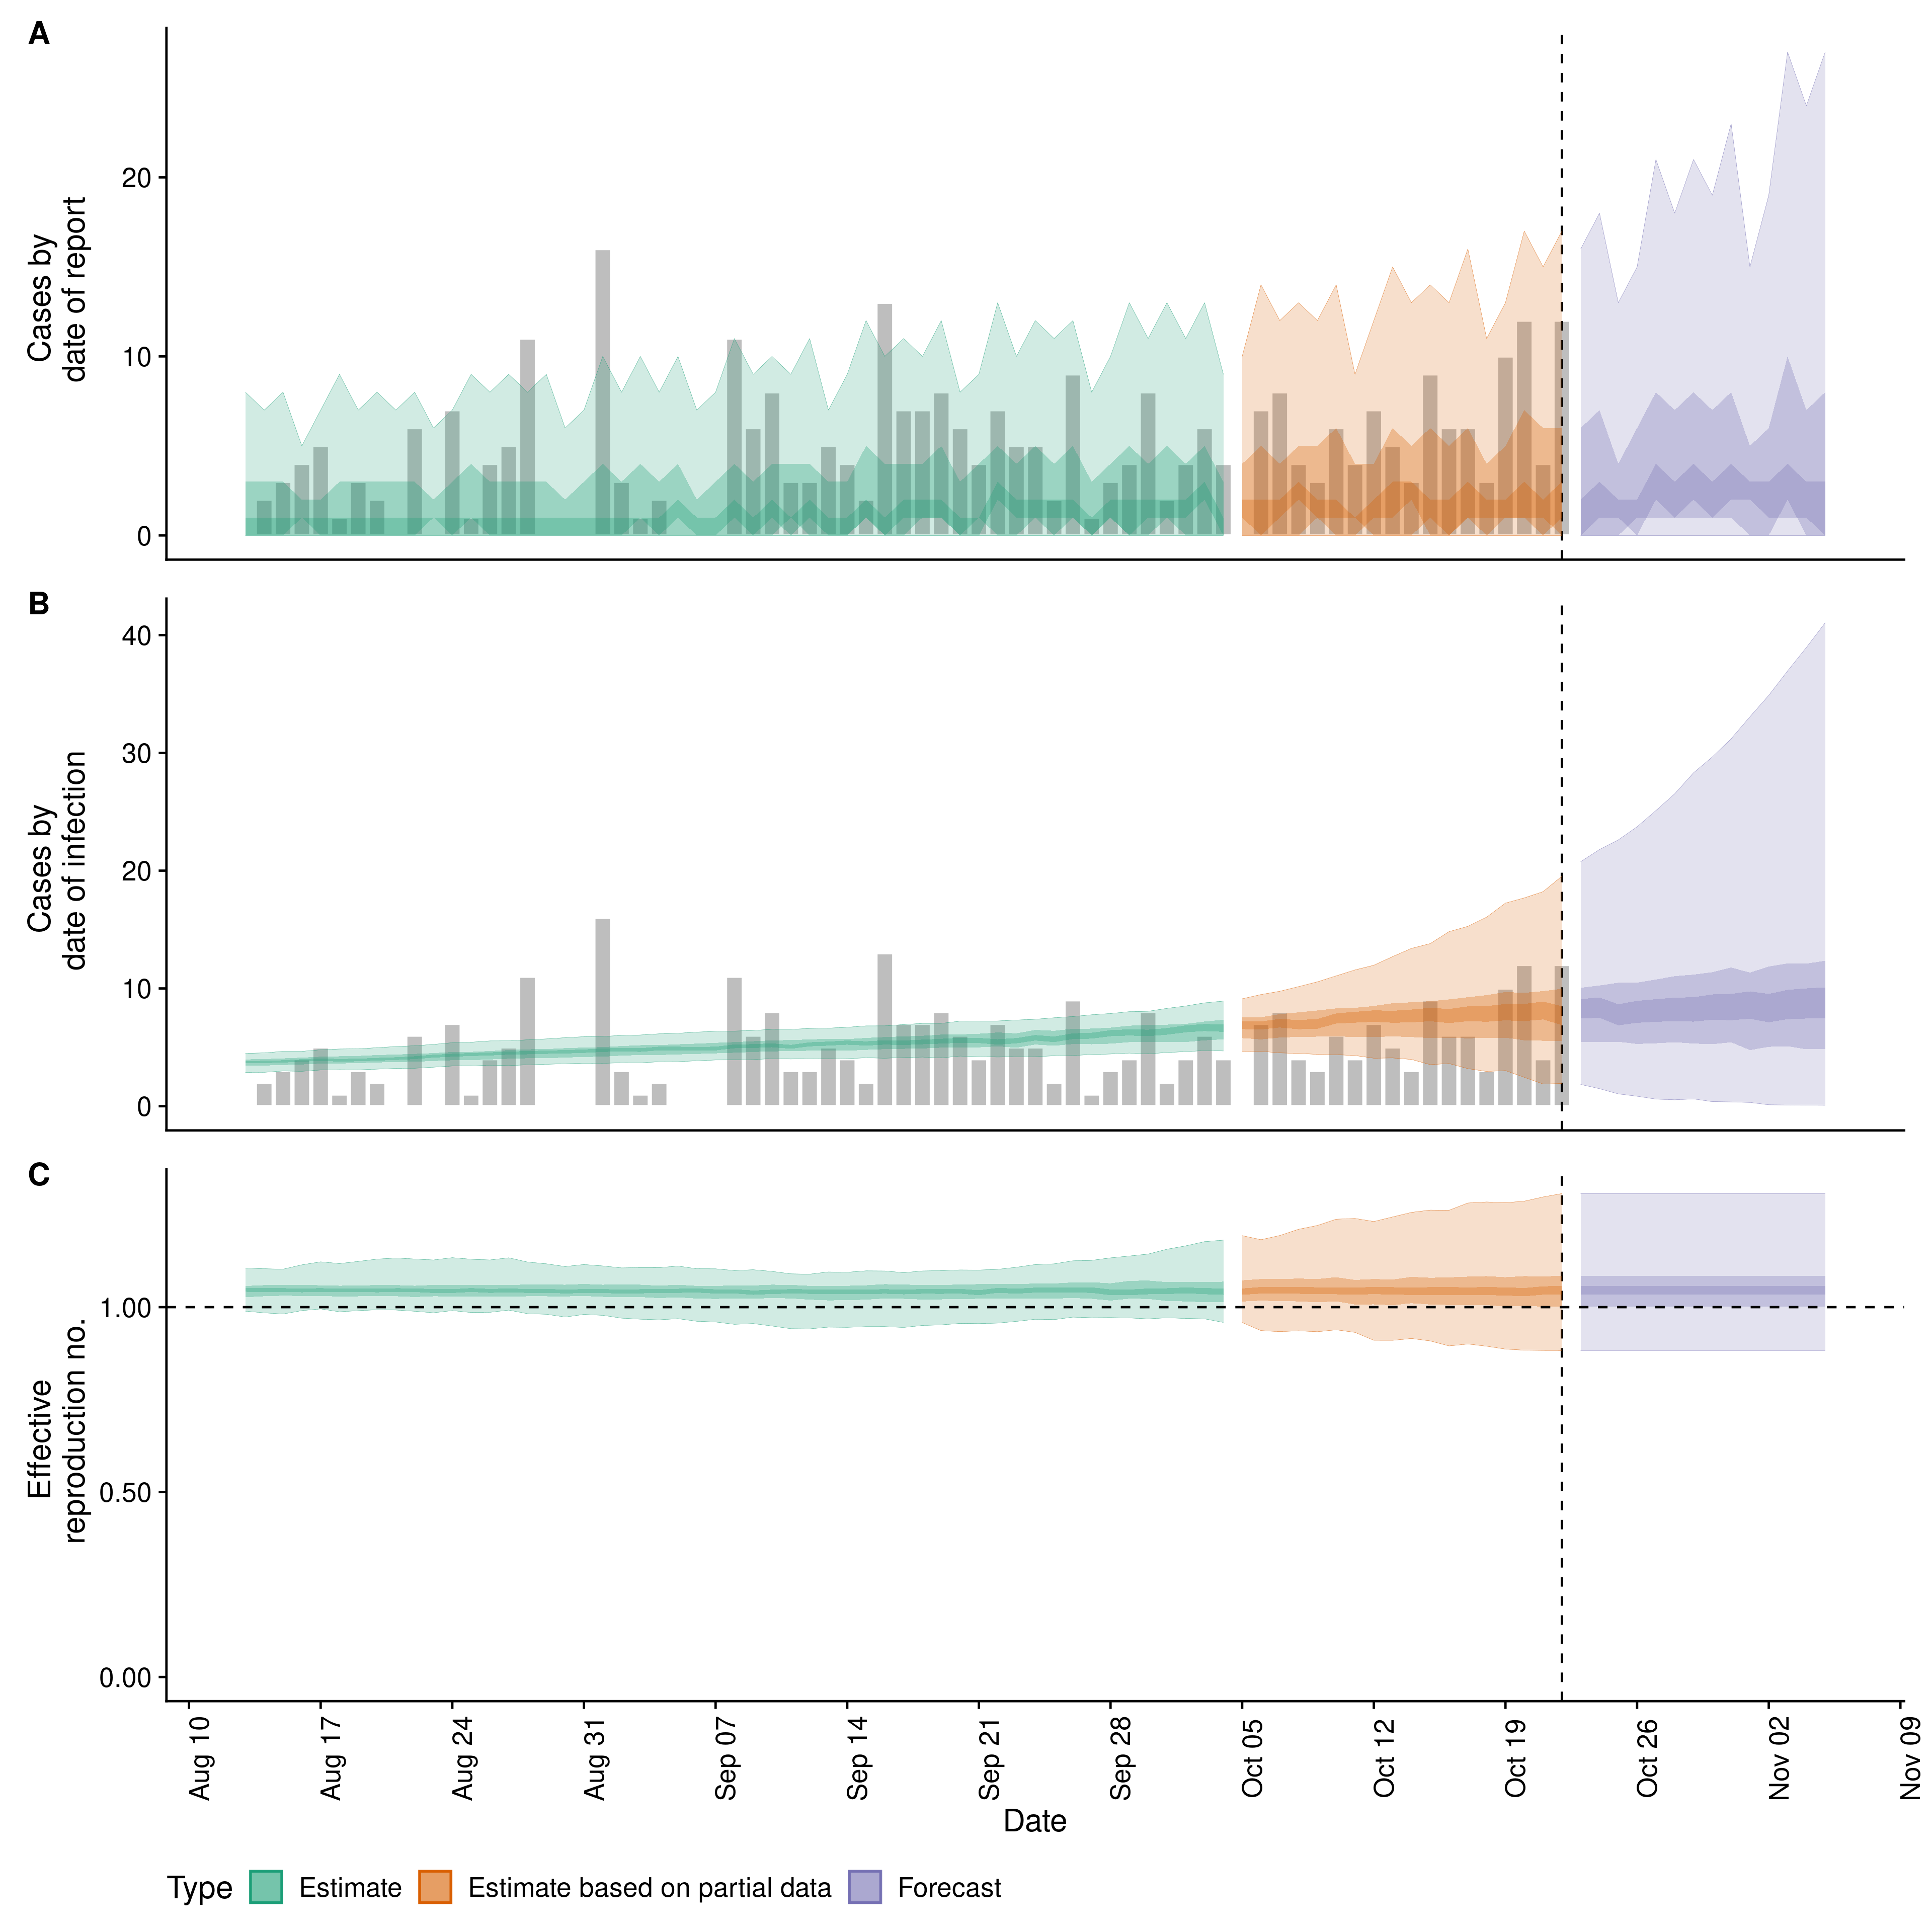 A
Cases by
date of report
20
10
0
B
Cases by
date of infection
40
30
20
10
0
C
Effective
reproduction no.
1.00
0.50
0.00
Aug 10
Aug 17
Aug 24
Aug 31
Sep 07
Sep 14
Sep 21
Sep 28
Oct 05
Oct 12
Oct 19
Oct 26
Nov 02
Nov 09
Date
Type Estimate Estimate based on partial data Forecast